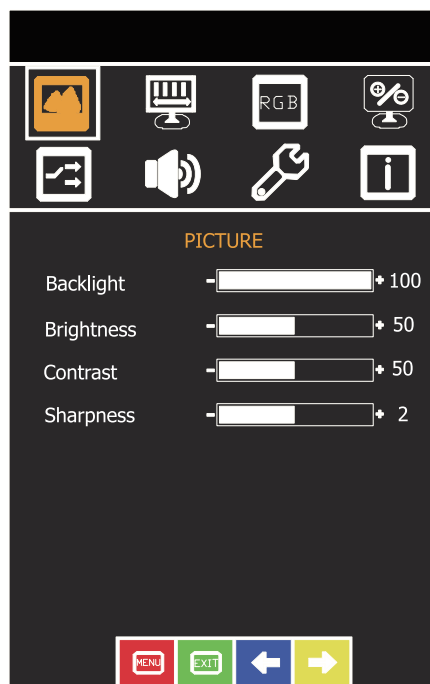 RGB
i
PICTURE
Backlight - + 100
Brightness - + 50
Contrast - + 50
Sharpness - + 2
MENU EXIT